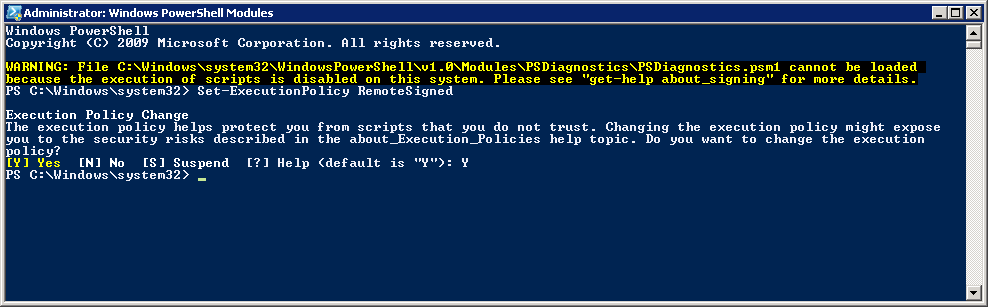 Administrator: Windows PowerShell Modules
Windows PowerShell
Copyright (C) 2009 Microsoft Corporation. All rights reserved.
WARNING: File C:\Windows\system32\WindowsPowerShell\v1.0\Modules\PSDiagnostics\PSDiagnostics.psm1 cannot be loaded
because the execution of scripts is disabled on this system. Please see "get-help about_signing" for more details.
PS C:\Windows\system32> Set-ExecutionPolicy RemoteSigned
Execution Policy Change
The execution policy helps protect you from scripts that you do not trust. Changing the execution policy might expose
you to the security risks described in the about_Execution_Policies help topic. Do you want to change the execution
policy?
[Y] Yes  [N] No  [S] Suspend  [?] Help (default is "Y"): Y
PS C:\Windows\system32> _